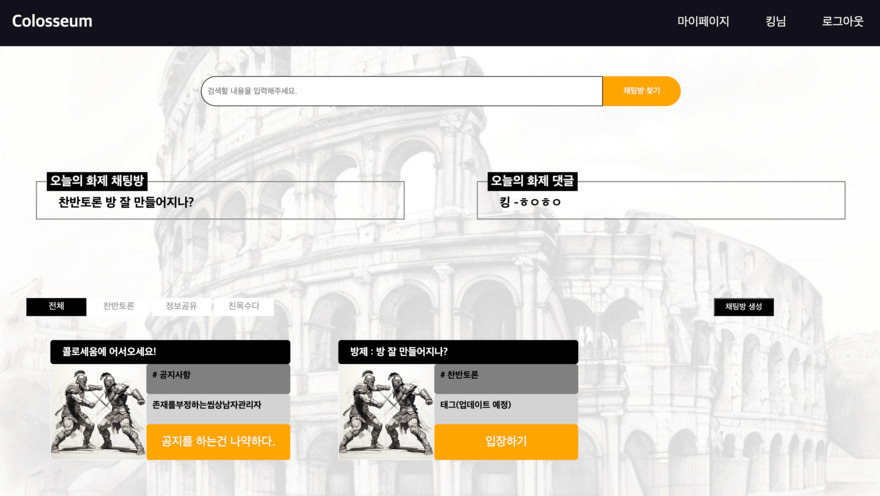 Colosseum
마이페이지 킹님 로그아웃
검색할 내용을 입력해주세요. 채팅방 찾기
오늘의 화제 채팅방
찬반토론 방 잘 만들어지나?
오늘의 화제 댓글
킹 -ㅎㅇㅎㅇ
전체 찬반토론 정보공유 친목수다 채팅방 생성
콜로세움에 어서오세요!
# 공지사항
존재를부정하는씹상남자관리자
공지를 하는건 나약하다.
방제 : 방 잘 만들어지나?
# 찬반토론
태그(업데이트 예정)
입장하기